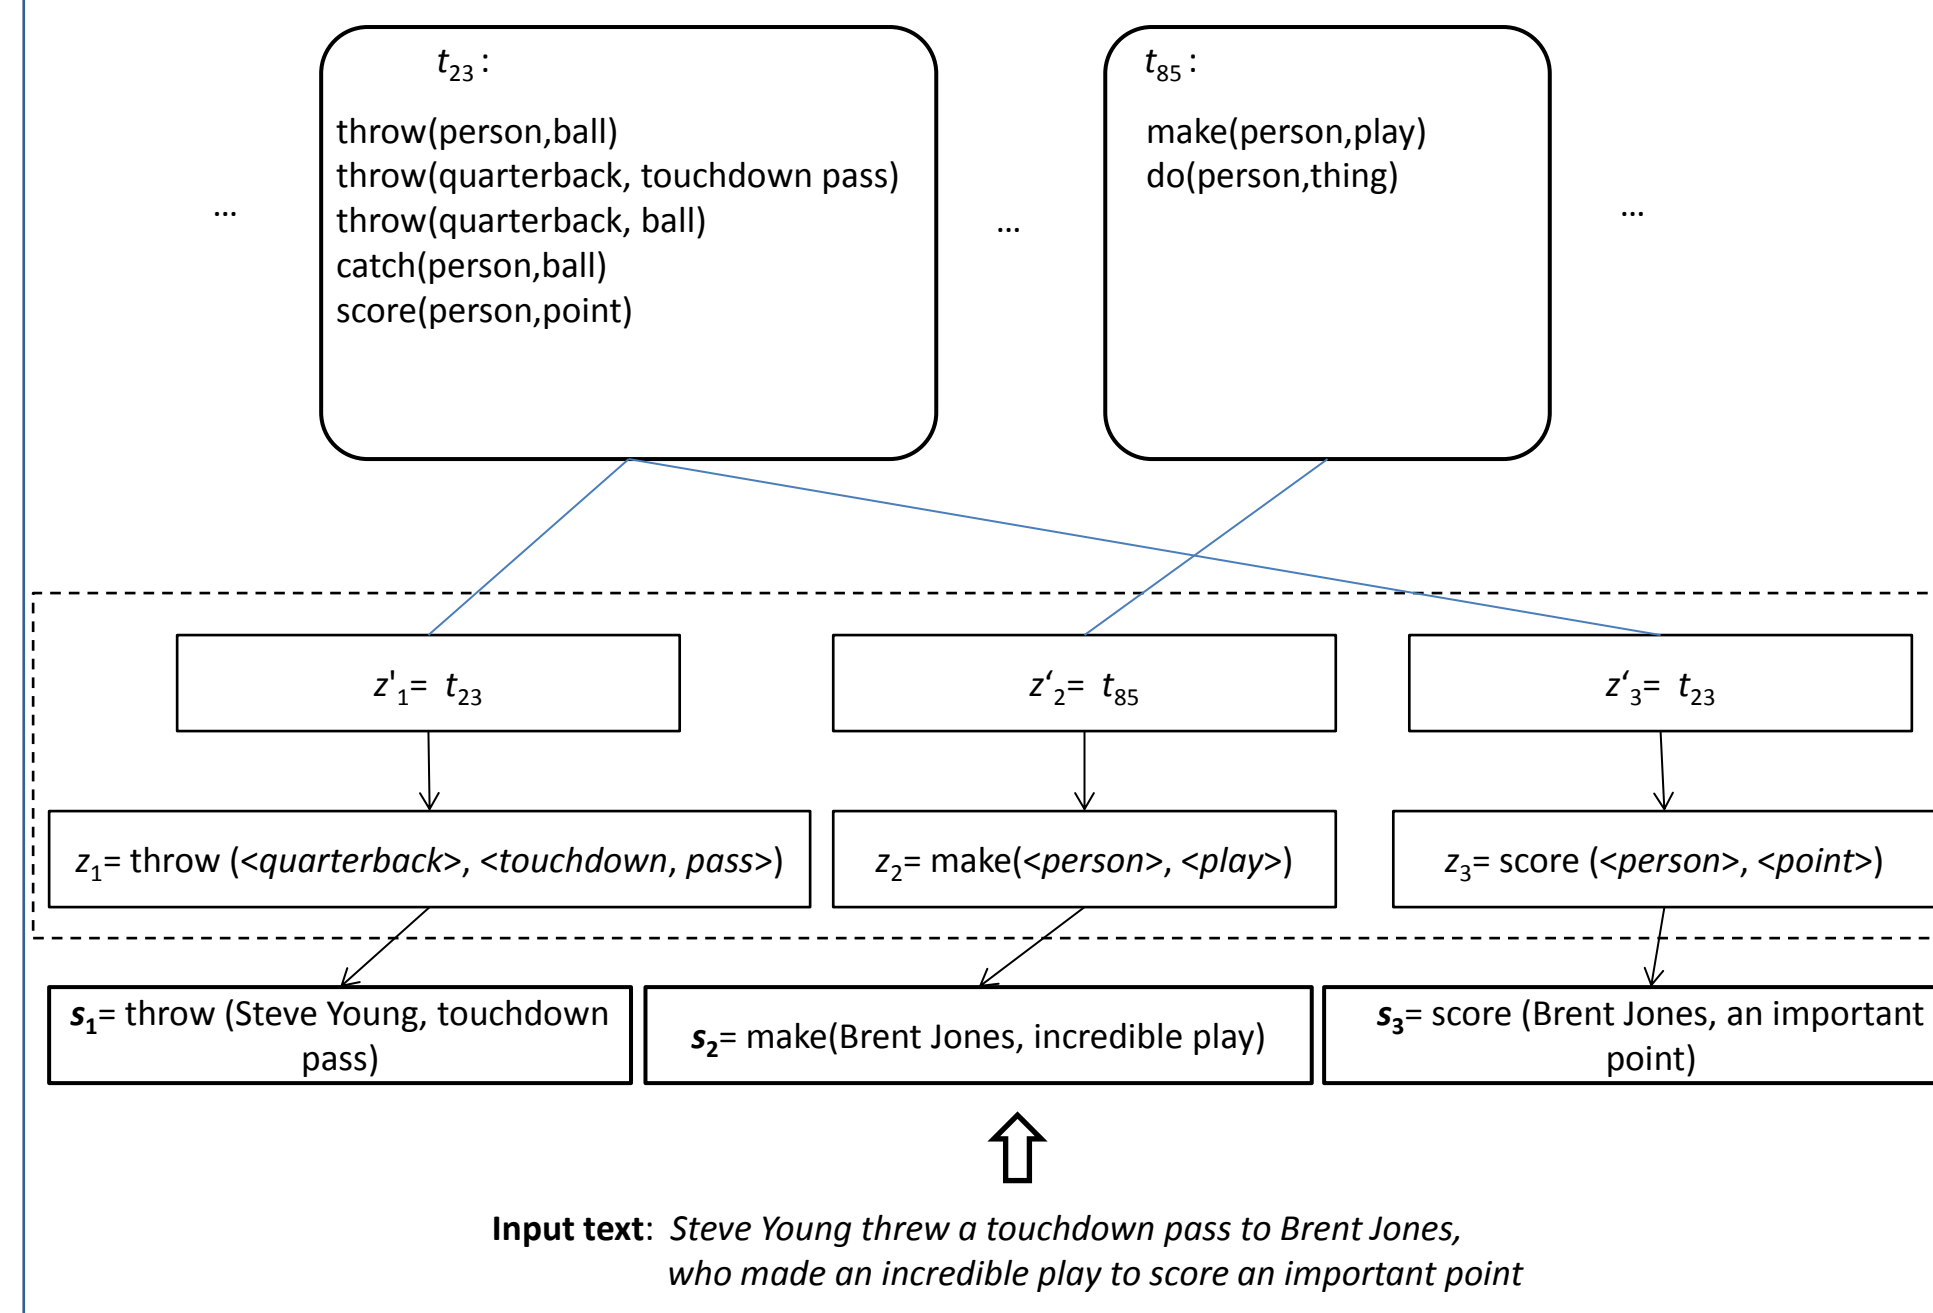 t23 :
throw(person,ball)
throw(quarterback, touchdown pass)
throw(quarterback, ball)
catch(person,ball)
score(person,point)
t85 :
make(person,play)
do(person,thing)
...
...
...
z'1= t23
z‘2= t85
z‘3= t23
z1= throw (<quarterback>, <touchdown, pass>)
z2= make(<person>, <play>)
z3= score (<person>, <point>)
s1= throw (Steve Young, touchdown
pass)
s2= make(Brent Jones, incredible play)
s3= score (Brent Jones, an important
point)
Input text: Steve Young threw a touchdown pass to Brent Jones,
who made an incredible play to score an important point